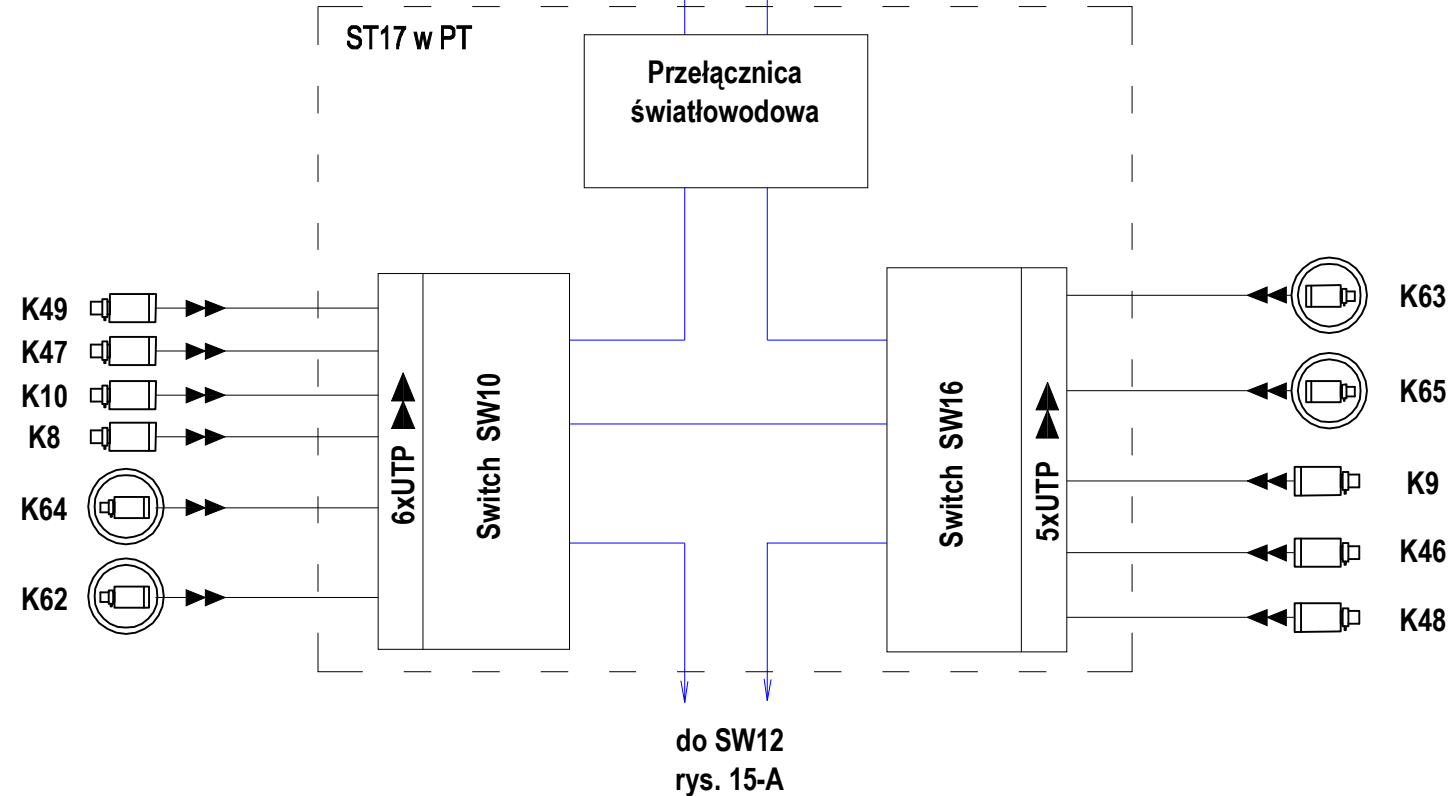 ST17 w PT
Przełącznica
światłowodowa
K49
K47
K10
K8
K64
K62
6xUTP
Switch SW10
Switch SW16
5xUTP
K63
K65
K9
K46
K48
do SW12
rys. 15-A